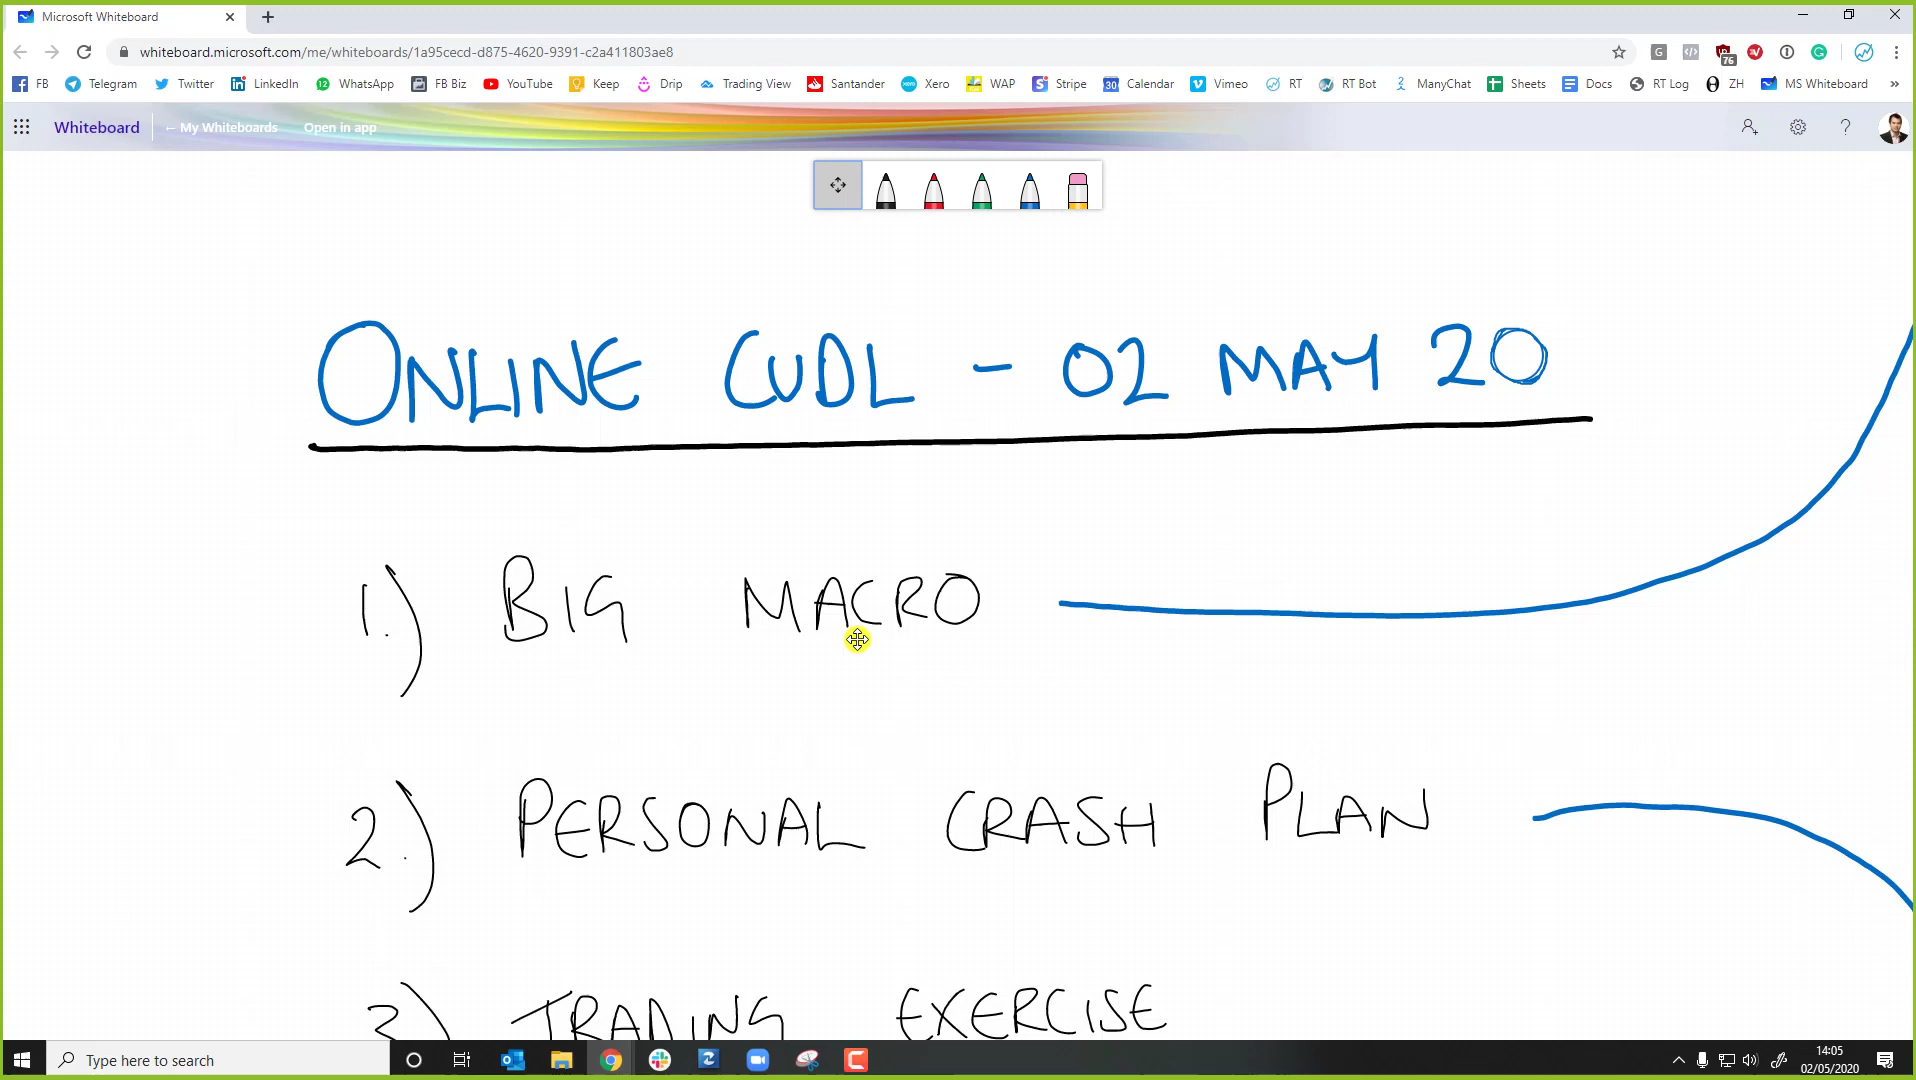 Microsoft Whiteboard
whiteboard.microsoft.com/me/whiteboards/1a95cecd-d875-4620-9391-c2a411803ae8
76
FB Telegram Twitter LinkedIn WhatsApp FB Biz YouTube Keep Drip Trading View Santander Xero WAP Stripe 30 Calendar Vimeo RT RT Bot ManyChat Sheets Docs RT Log ZH MS Whiteboard »
Whiteboard ← My Whiteboards Open in app
ONLINE CUDL - 02 MAY 20
1.) BIG MACRO
2.) PERSONAL CRASH PLAN
3) TRADING EXERCISE
Type here to search
14:05
02/05/2020